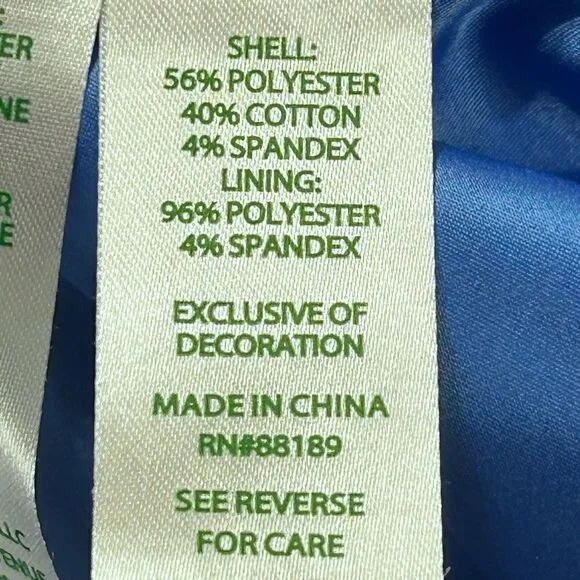 SHELL:
56% POLYESTER
40% COTTON
4% SPANDEX
LINING:
96% POLYESTER
4% SPANDEX
EXCLUSIVE OF
DECORATION
MADE IN CHINA
RN#88189
SEE REVERSE
FOR CARE
LLC